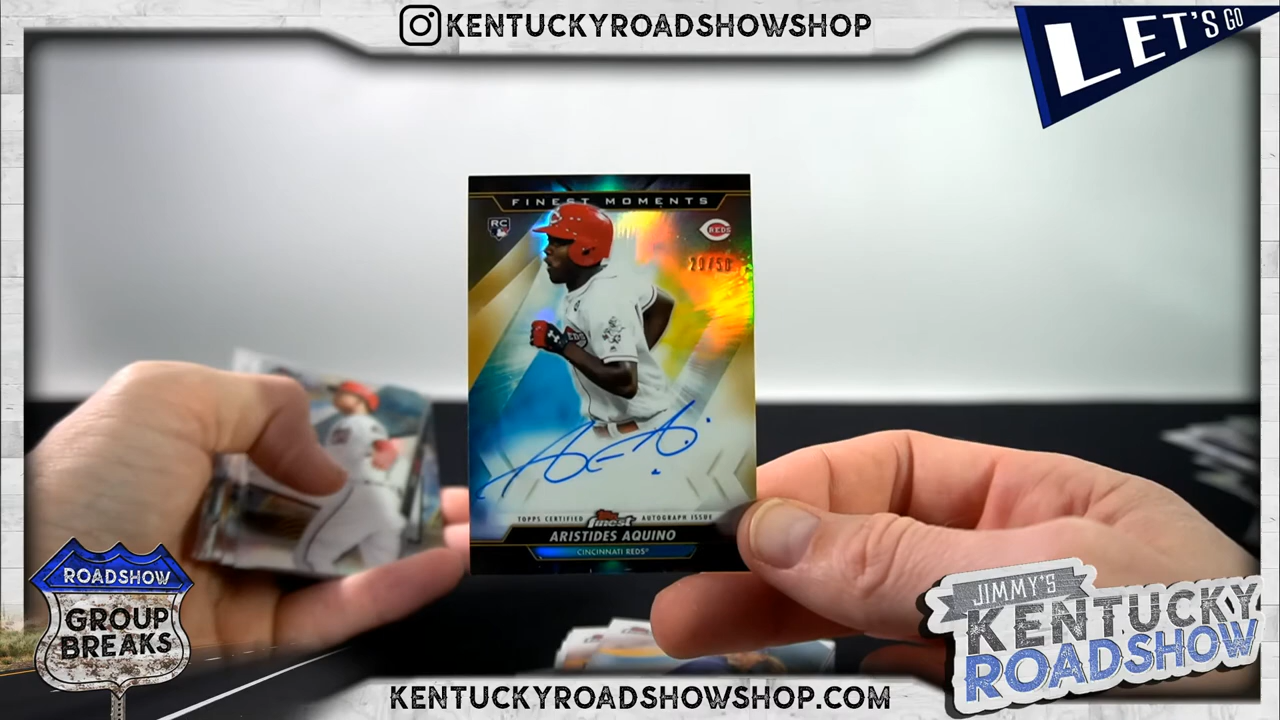 KENTUCKYROADSHOWSHOP
LET'S GO
FINEST MOMENTS
RC
REDS
TOPPS CERTIFIED AUTOGRAPH ISSUE
Topps
finest
ARISTIDES AQUINO
CINCINNATI REDS®
ROADSHOW
GROUP
BREAKS
JIMMY'S
KENTUCKY
ROADSHOW
KENTUCKYROADSHOWSHOP.COM